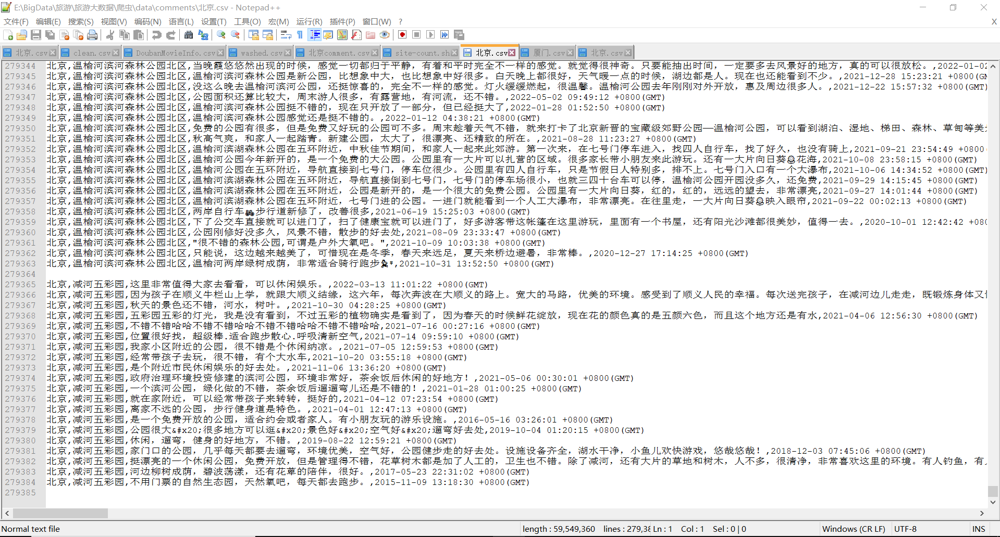 E:\BigData\旅游\旅游大数据\爬虫\data\comments\北京.csv - Notepad++
文件(F) 编辑(E) 搜索(S) 视图(V) 编码(N) 语言(L) 设置(T) 工具(O) 宏(M) 运行(R) 插件(P) 窗口(W) ? X
北京.csv clean.csv DoubanMovieInfo.csv washed.csv 北京comment.csv site-count.sh 北京.csv 厦门.csv 北京.csv
279344 北京,温榆河滨河森林公园北区,当晚霞悠悠然出现的时候，感觉一切都归于平静，有着和平时完全不一样的感觉。就觉得很神奇。只要能抽出时间，一定要多去风景好的地方，真的可以很放松。,2022-01-02
279345 北京,温榆河滨河森林公园北区,温榆河滨河森林公园是新公园，比想象中大，也比想象中好很多。白天晚上都很好，天气暖一点的时候，湖边都是人。现在也还能看到不少。,2021-12-28 15:23:21 +0800(GM
279346 北京,温榆河滨河森林公园北区,没这么晚去温榆河滨河公园，还挺惊喜的，完全不一样的感觉。灯火缓缓燃起，很温馨。温榆河公园去年刚刚对外开放，惠及周边很多人。,2021-12-22 15:57:32 +0800(GMT)
279347 北京,温榆河滨河森林公园北区,公园面积还算比较大，周末游人很多，有露营地，有河流，还不错。,2022-05-02 09:49:12 +0800(GMT)
279348 北京,温榆河滨河森林公园北区,温榆河滨河森林公园挺不错的，现在只开放了一部分，但已经挺大了,2022-01-28 01:52:50 +0800(GMT)
279349 北京,温榆河滨河森林公园北区,温榆河滨河森林公园感觉还是挺不错的。,2022-01-12 04:38:21 +0800(GMT)
279350 北京,温榆河滨河森林公园北区,免费的公园有很多，但是免费又好玩的公园可不多。周末趁着天气不错，就来打卡了北京新晋的宝藏级郊野公园—温榆河公园，可以看到湖泊、湿地、梯田、森林、草甸等美
279351 北京,温榆河滨河森林公园北区,秋高气爽，和家人一起踏青。新建公园，太大了，很漂亮、还精致的所在。,2021-08-28 11:23:27 +0800(GMT)
279352 北京,温榆河滨河森林公园北区,温榆河滨湖森林公园在五环附近，中秋佳节期间，和家人一起来此郊游。第一次来，在七号门停车进入，找四人自行车，找了好久，也没有骑上,2021-09-21 23:54:49 +0800
279353 北京,温榆河滨河森林公园北区,温榆河公园今年新开的，是一个免费的大公园。公园里有一大片可以扎营的区域。很多家长带小朋友来此游玩。还有一大片向日葵🌻花海,2021-10-08 23:58:15 +0800(GMT)
279354 北京,温榆河滨河森林公园北区,温榆河公园在五环附近，导航直接到七号门，停车位很少。公园里有四人自行车，只是节假日人特别多，排不上。七号门入口有一个大瀑布,2021-10-06 14:34:52 +0800(GMT)
279355 北京,温榆河滨河森林公园北区,温榆河滨湖森林公园在五环附近，导航直接倒到七号门，七号门的停车场很小，也就三四十台车可以停，温榆河公园开园没多久，还免费,2021-09-29 14:15:45 +0800(GMT)
279356 北京,温榆河滨河森林公园北区,温榆河滨湖森林公园在五环附近，公园是新开的，是一个很大的免费公园。公园里有一大片向日葵，红的，红的，远远的望去，非常漂亮,2021-09-27 14:01:44 +0800(GMT)
279357 北京,温榆河滨河森林公园北区,温榆河滨湖森林公园在五环附近，七号门进的公园。一进门就能看到一个人工大瀑布，非常漂亮。在往里走，一大片向日葵🌻映入眼帘,2021-09-22 00:02:13 +0800(GMT)
279358 北京,温榆河滨河森林公园北区,两岸自行车🚲步行道新修了，改善很多,2021-06-19 15:25:03 +0800(GMT)
279359 北京,温榆河滨河森林公园北区,下了公交车直接就可以进门了，扫了健康宝就可以进门了，好多游客带这帐篷在这里游玩，里面有一个书屋，还有阳光沙滩都很美妙，值得一去。,2020-10-01 12:42:42 +080
279360 北京,温榆河滨河森林公园北区,公园刚修好没多久，风景不错，散步的好去处,2021-08-09 23:33:47 +0800(GMT)
279361 北京,温榆河滨河森林公园北区,"很不错的森林公园,可谓是户外大氧吧。",2021-10-09 10:03:38 +0800(GMT)
279362 北京,温榆河滨河森林公园北区,只能说，这边越来越美了，可惜现在是冬季，春天来远足，夏天来桥边避暑，非常棒。,2020-12-27 17:14:25 +0800(GMT)
279363 北京,温榆河滨河森林公园北区,温榆河两岸绿树成荫，非常适合骑行跑步🏃,2021-10-31 13:52:50 +0800(GMT)
279364
279365 北京,减河五彩园,这里非常值得大家去看看，可以休闲娱乐。,2022-03-13 11:01:22 +0800(GMT)
279366 北京,减河五彩园,因为孩子在顺义牛栏山上学，就跟大顺义结缘，这六年，每次奔波在大顺义的路上。宽大的马路，优美的环境。感受到了顺义人民的幸福。每次送完孩子，在减河边儿走走，既锻炼身体又
279367 北京,减河五彩园,秋天的景色还不错，河水，树叶。,2021-10-30 04:28:25 +0800(GMT)
279368 北京,减河五彩园,五彩园五彩的灯光，我是没有看到，不过五彩的植物确实是看到了，因为春天的时候鲜花绽放，现在花的颜色真的是五颜六色，而且这个地方还是有水,2021-04-06 12:56:30 +0800(GMT)
279369 北京,减河五彩园,不错不错哈哈不错不错哈哈不错不错哈哈不错不错哈哈,2021-07-16 00:27:16 +0800(GMT)
279370 北京,减河五彩园,位置很好找，超级棒.适合跑步散心.呼吸清新空气,2021-07-14 09:59:10 +0800(GMT)
279371 北京,减河五彩园,我家小区附近的公园，很不错是个休闲纳凉。,2021-07-05 12:59:53 +0800(GMT)
279372 北京,减河五彩园,经常带孩子去玩，很不错，有个大水车,2021-10-20 03:55:18 +0800(GMT)
279373 北京,减河五彩园,是个附近市民休闲娱乐的好去处。,2021-11-06 13:36:20 +0800(GMT)
279374 北京,减河五彩园,政府治理环境投资修建的滨河公园，环境非常好，茶余饭后休闲的好地方！,2021-05-06 00:30:01 +0800(GMT)
279375 北京,减河五彩园,一个滨河公园，绿化做的不错，茶余饭后遛遛弯儿还是不错的！,2021-01-28 01:00:25 +0800(GMT)
279376 北京,减河五彩园,就在家附近，可以经常带孩子来转转，挺好的,2021-04-12 07:23:54 +0800(GMT)
279377 北京,减河五彩园,离家不远的公园，步行健身道是特色。,2021-04-01 12:47:13 +0800(GMT)
279378 北京,减河五彩园,是一个免费开放的公园，适合约会或者家人。有小朋友玩的游乐设施。,2016-05-16 03:26:01 +0800(GMT)
279379 北京,减河五彩园,公园很大&#x20;很多地方可以逛&#x20;景色好&#x20;空气好&#x20;遛弯好去处,2019-10-04 01:20:15 +0800(GMT)
279380 北京,减河五彩园,休闲，遛弯，健身的好地方，不错。,2019-08-22 12:59:21 +0800(GMT)
279381 北京,减河五彩园,家门口的公园，几乎每天都要去遛弯，环境优美，空气好，公园健步走的好去处。设施设备齐全，湖水干净，小鱼儿欢快游戏，悠哉悠哉！,2018-12-03 07:45:06 +0800(GMT)
279382 北京,减河五彩园,挺漂亮的一个休闲公园，免费开放，但是管理得不错，花草树木都是加了人工的，卫生也不错。除了减河，还有大片的草地和树木，人不多，很清净，非常喜欢这里的环境。有人钓鱼，有
279383 北京,减河五彩园,河边柳树成荫，碧波荡漾，还有花草的陪伴，很好。,2017-05-23 22:31:02 +0800(GMT)
279384 北京,减河五彩园,不用门票的自然生态园，天然氧吧，每天都去跑步。,2015-11-09 13:18:30 +0800(GMT)
279385
Normal text file length : 59,549,360 lines : 279,38 Ln : 1 Col : 1 Sel : 0 | 0 Windows (CR LF) UTF-8 INS